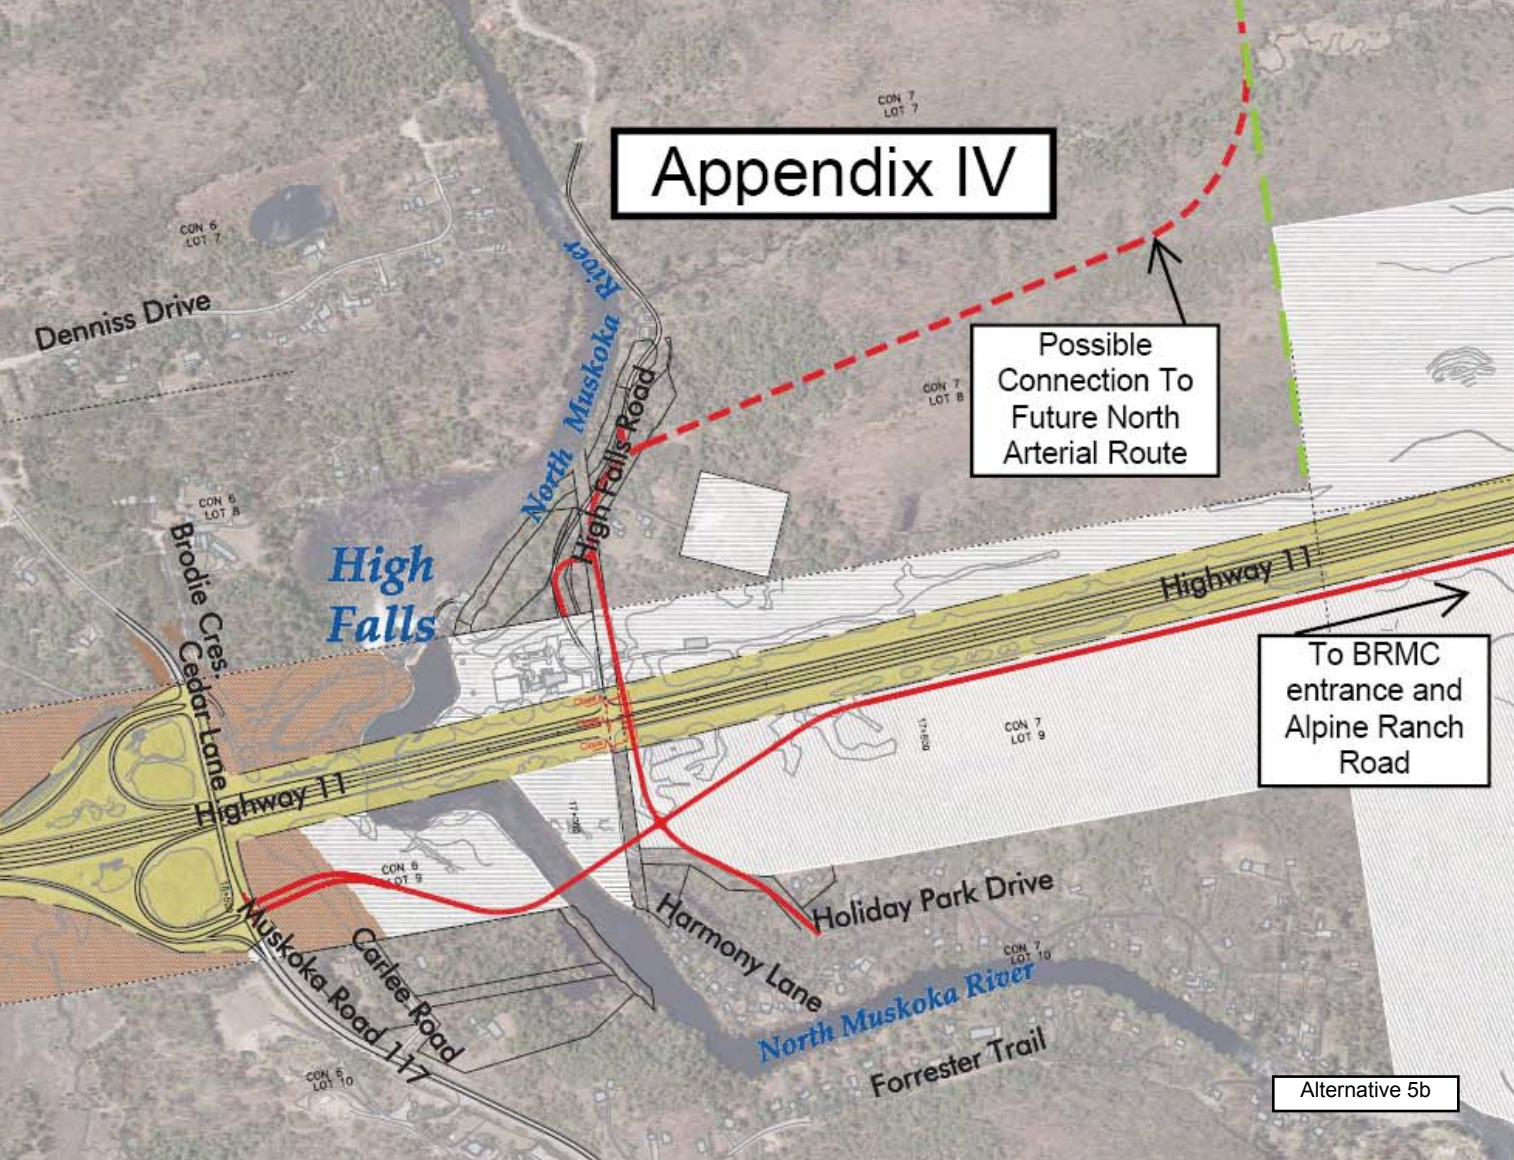 CON 7
LOT 7
Appendix IV
CON 6
LOT 7
River
Denniss Drive
North Muskoka
Possible
Connection To
Future North
Arterial Route
CON 7
LOT 8
High Falls Road
CON 6
LOT 8
Brodie Cres.
High
Falls
Highway 11
Cedar Lane
To BRMC
entrance and
Alpine Ranch
Road
CON 7
LOT 9
17+600
Highway 11
CON 6
LOT 9
Holiday Park Drive
Muskoka Road 117
Carlee Road
Harmony Lane
CON 7
LOT 10
North Muskoka River
Forrester Trail
CON 6
LOT 10
Alternative 5b